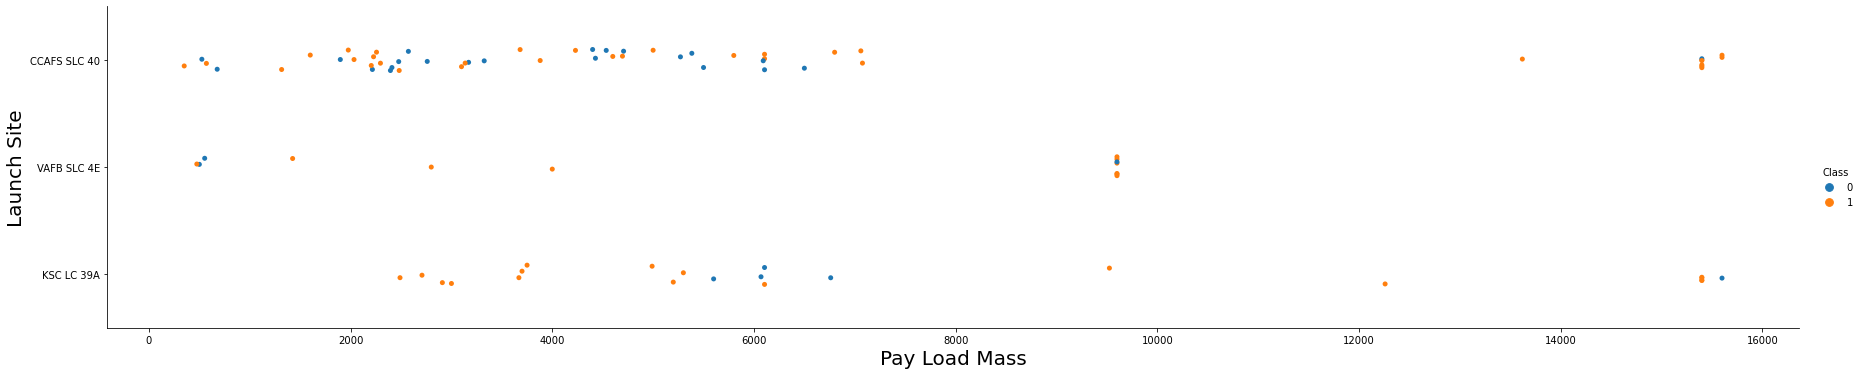 Launch Site
CCAFS SLC 40
VAFB SLC 4E
KSC LC 39A
0
2000
4000
6000
8000
10000
12000
14000
16000
Pay Load Mass
Class
0
1